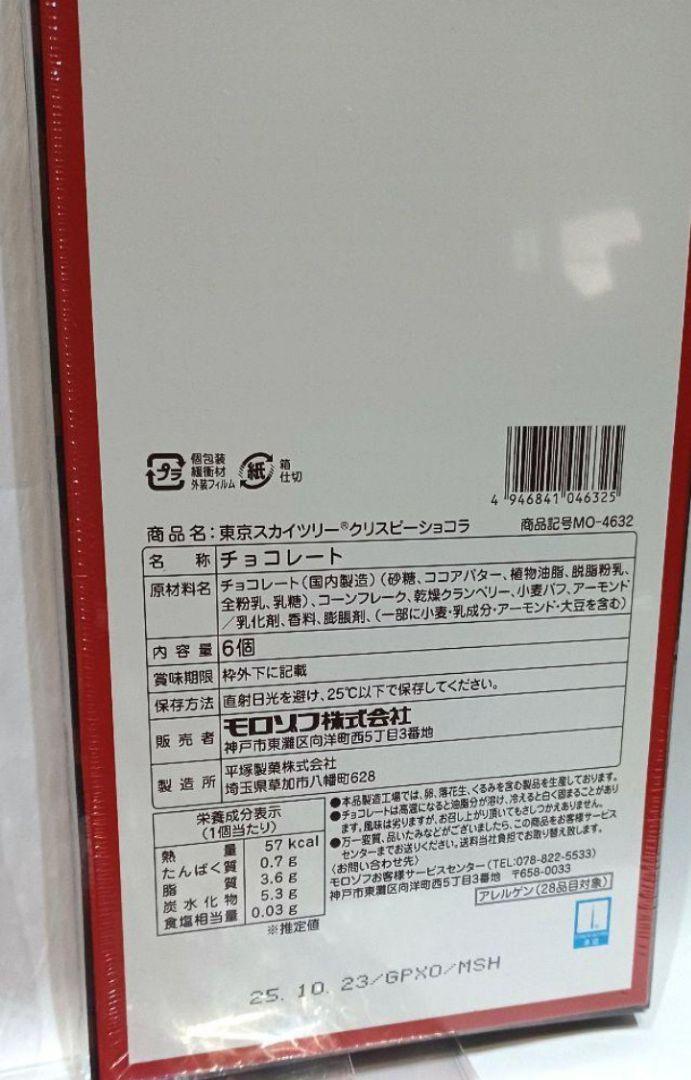 プラ
個包装
緩衝材
外装フィルム
紙
箱
仕切
4 946841 046325
商品名：東京スカイツリー®クリスピーショコラ 商品記号MO-4632
名称 チョコレート
原材料名 チョコレート（国内製造）（砂糖、ココアバター、植物油脂、脱脂粉乳、
全粉乳、乳糖）、コーンフレーク、乾燥クランベリー、小麦パフ、アーモンド
／乳化剤、香料、膨脹剤、（一部に小麦・乳成分・アーモンド・大豆を含む）
内容量 6個
賞味期限 枠外下に記載
保存方法 直射日光を避け、25℃以下で保存してください。
販売者 モロゾフ株式会社
神戸市東灘区向洋町西5丁目3番地
製造所 平塚製菓株式会社
埼玉県草加市八幡町628
栄養成分表示
（1個当たり）
熱量 57 kcal
たんぱく質 0.7 g
脂質 3.6 g
炭水化物 5.3 g
食塩相当量 0.03 g
※推定値
●本品製造工場では、卵、落花生、くるみを含む製品を生産しております。
●チョコレートは高温になると油脂分が溶け、冷えると白く固まることがあり
ます。風味は劣りますが、お召し上がり頂いてもさしつかえありません。
●万一変質、品いたみなどがございましたら、この商品をお客様サービス
センターまでお送りください。送料当社負担でお取り替え致します。
〈お問い合わせ先〉
モロゾフお客様サービスセンター（TEL:078-822-5533）
神戸市東灘区向洋町西5丁目3番地 〒658-0033
アレルゲン（28品目対象）
25. 10. 23/GPXO/MSH